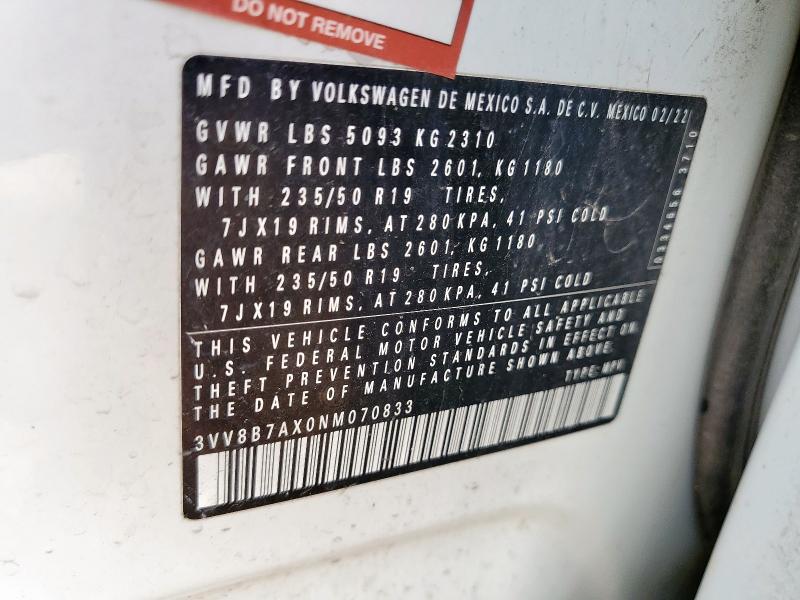 DO NOT REMOVE
MFD BY VOLKSWAGEN DE MEXICO S.A. DE C.V. MEXICO 02/22
GVWR LBS 5093 KG 2310
GAWR FRONT LBS 2601, KG 1180
WITH 235/50 R19 TIRES,
7JX19 RIMS, AT 280 KPA, 41 PSI COLD
GAWR REAR LBS 2601, KG 1180,
WITH 235/50 R19 TIRES,
7JX19 RIMS, AT 280 KPA, 41 PSI COLD
THIS VEHICLE CONFORMS TO ALL APPLICABLE
U.S. FEDERAL MOTOR VEHICLE SAFETY AND
THEFT PREVENTION STANDARDS IN EFFECT ON
THE DATE OF MANUFACTURE SHOWN ABOVE.
TYPE: MPV
3VV8B7AX0NM070833
3710